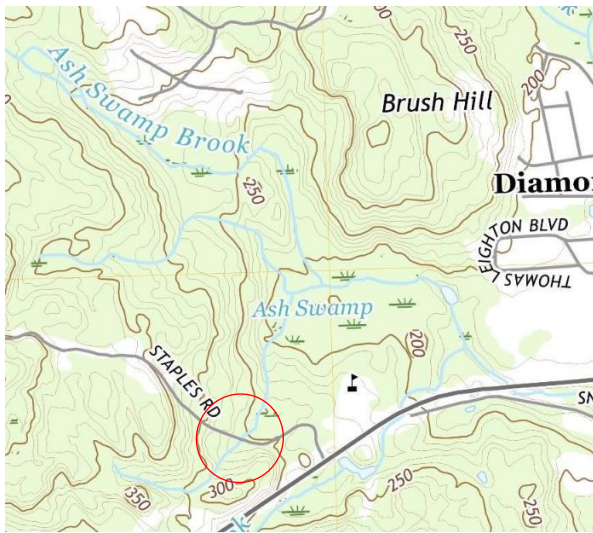 Ash Swamp Brook
250
250
200
Brush Hill
Diamo
250
THOMAS LEIGHTON BLVD
Ash Swamp
200
STAPLES RD
SN
300
350
250
k